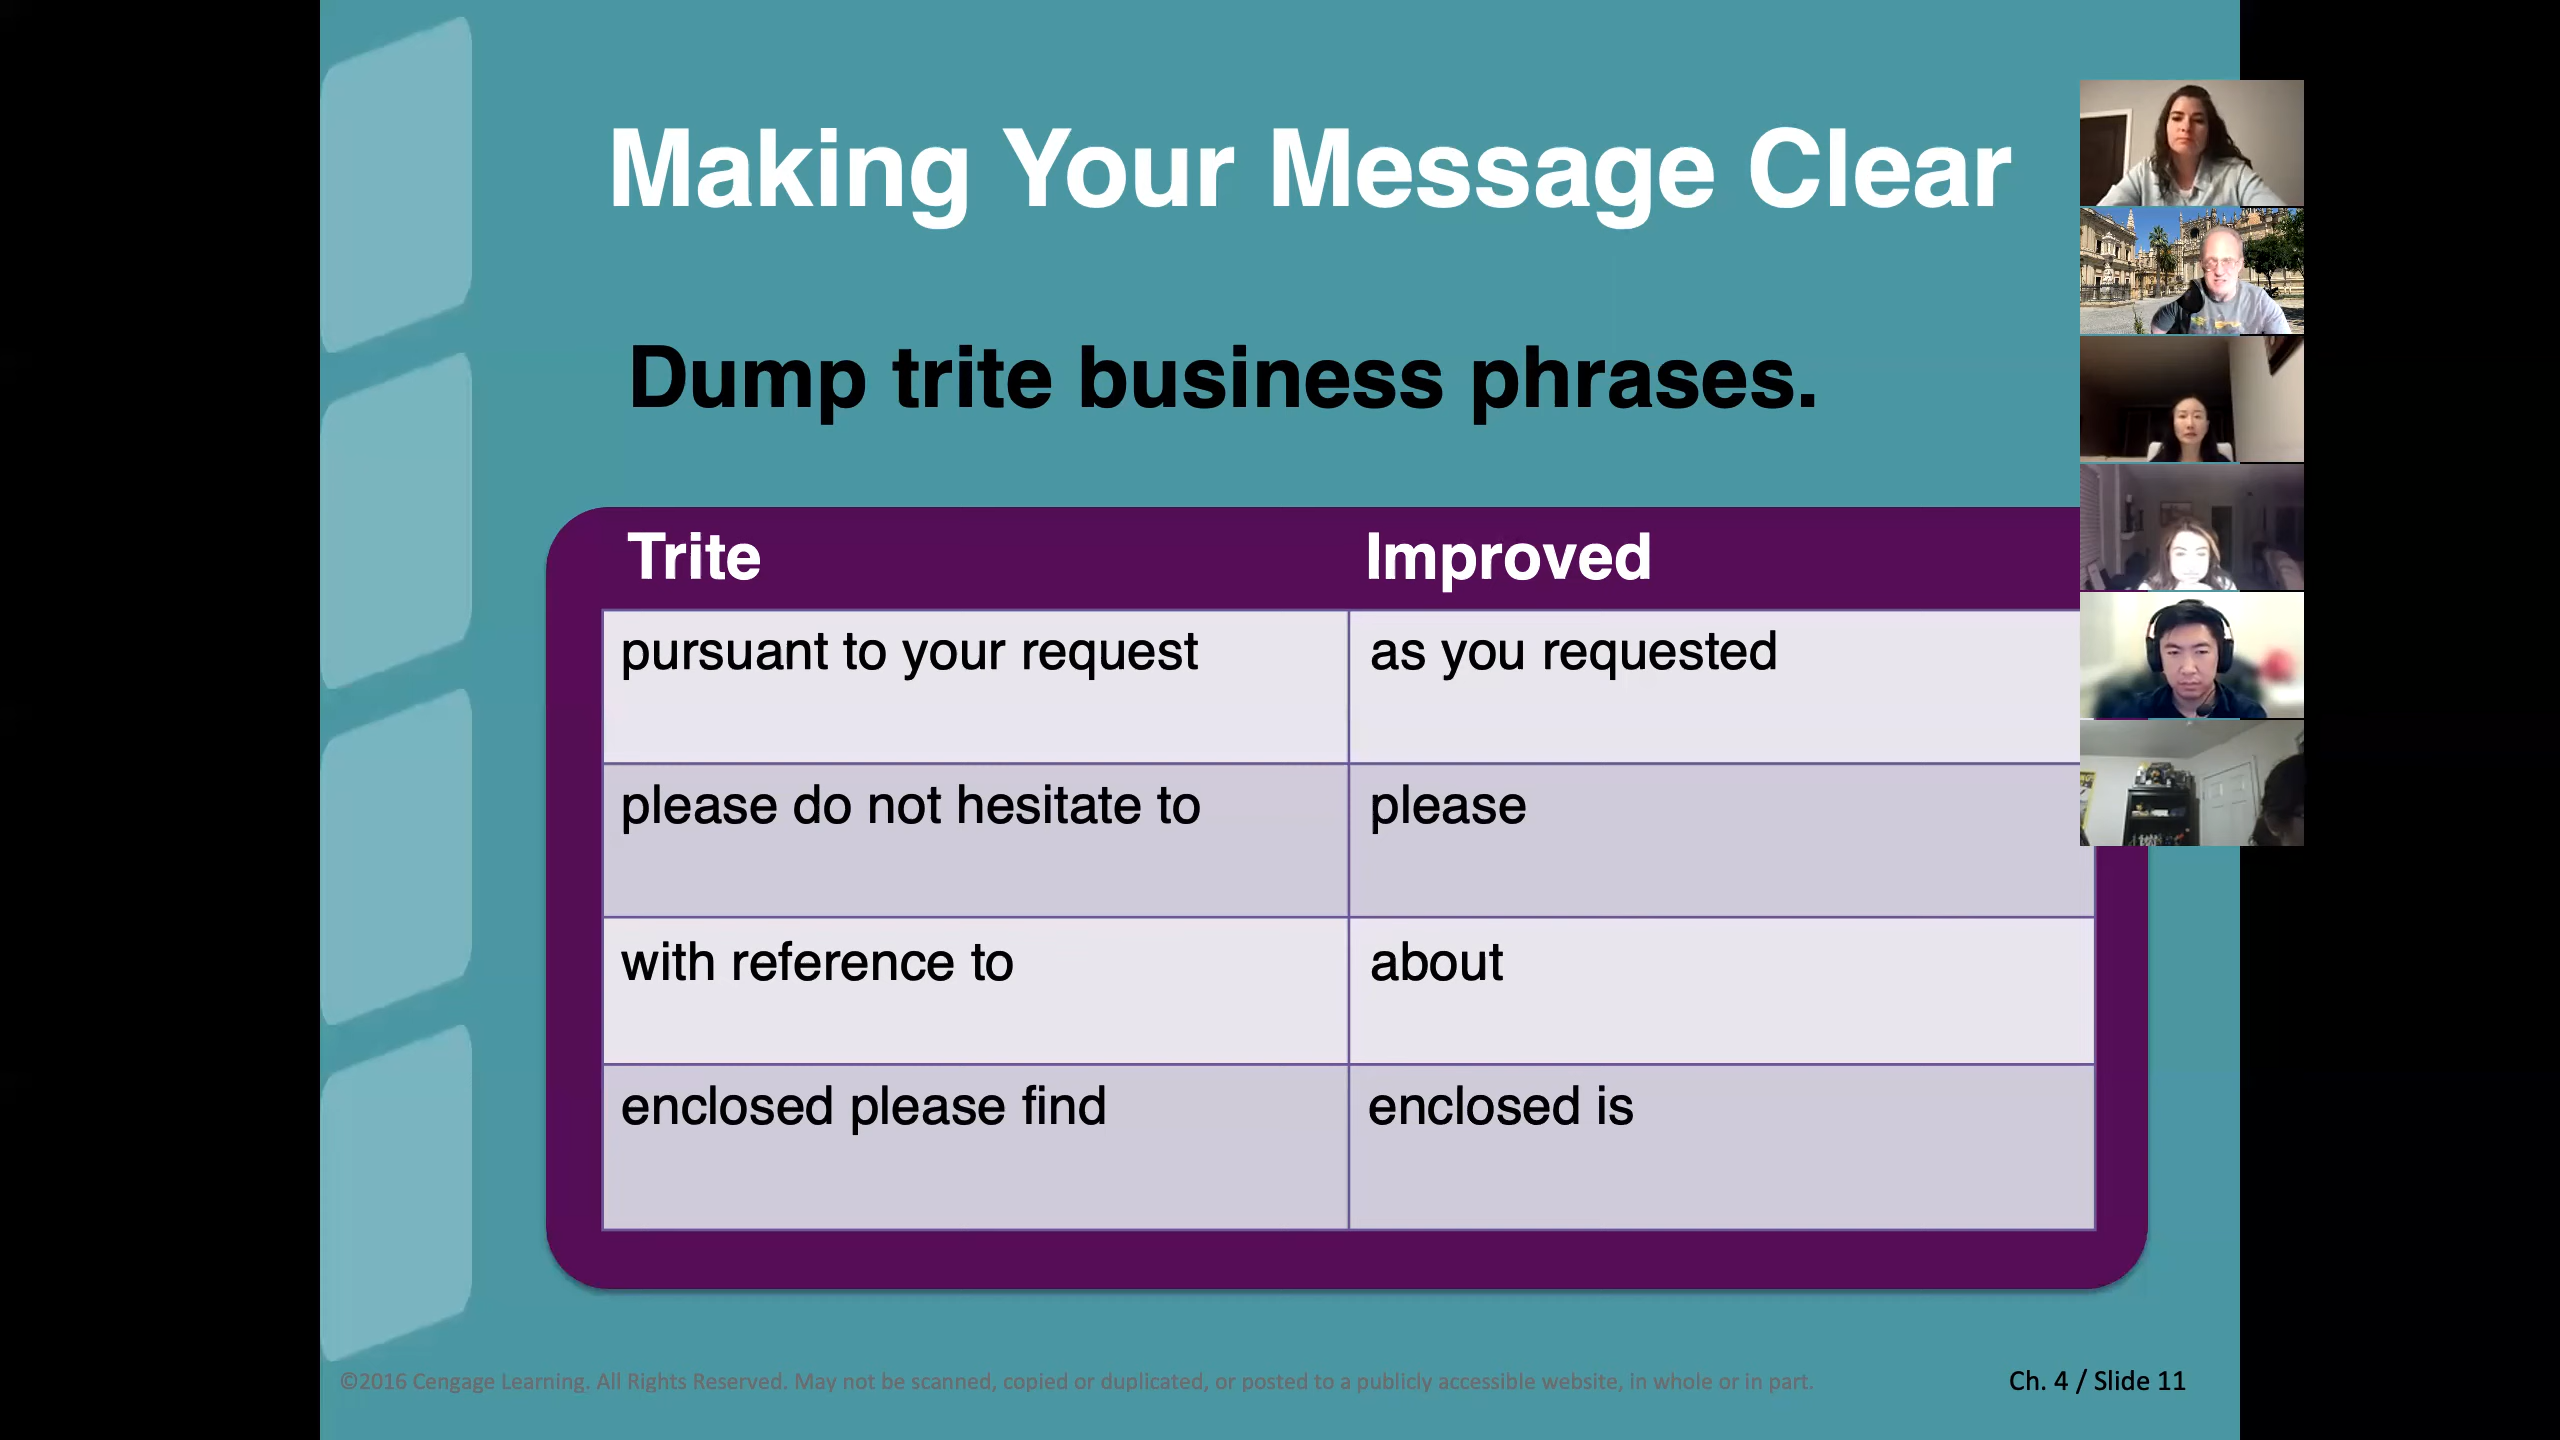 Making Your Message Clear
Dump trite business phrases.
Trite Improved
pursuant to your request as you requested
please do not hesitate to please
with reference to about
enclosed please find enclosed is
©2016 Cengage Learning. All Rights Reserved. May not be scanned, copied or duplicated, or posted to a publicly accessible website, in whole or in part.
Ch. 4 / Slide 11